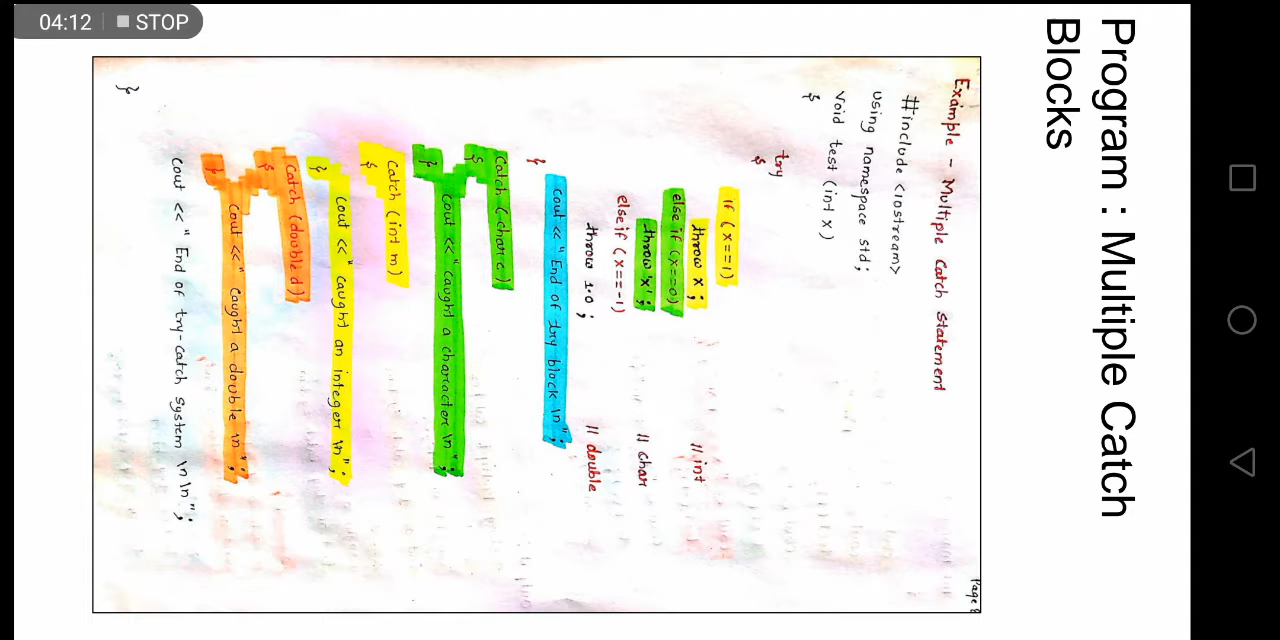 04:12 STOP
Program : Multiple Catch
Blocks
Page 8
Example - Multiple Catch Statement
#include <iostream>
using namespace std;
void test (int x)
{
try
{
if (x==1)
throw x; // int
else if (x==0)
throw 'x'; // char
else if (x==-1)
throw 1.0; // double
cout << "End of try block \n";
}
catch (char c)
{
cout << "Caught a character \n";
}
catch (int m)
{
cout << "caught an integer \n";
}
catch (double d)
{
cout << "caught a double \n";
}
cout << "End of try-catch system \n\n";
}